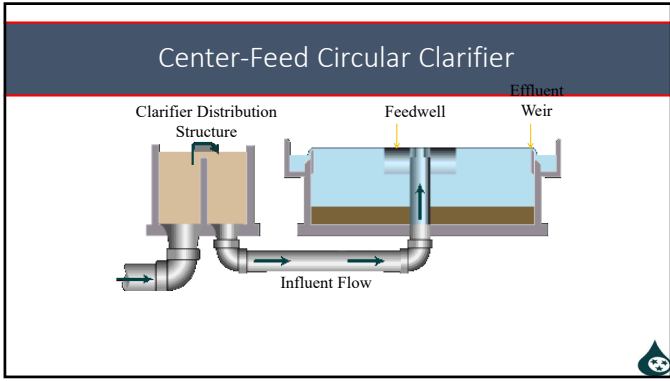 Center-Feed Circular Clarifier
Clarifier Distribution
Structure
Feedwell
Effluent
Weir
Influent Flow